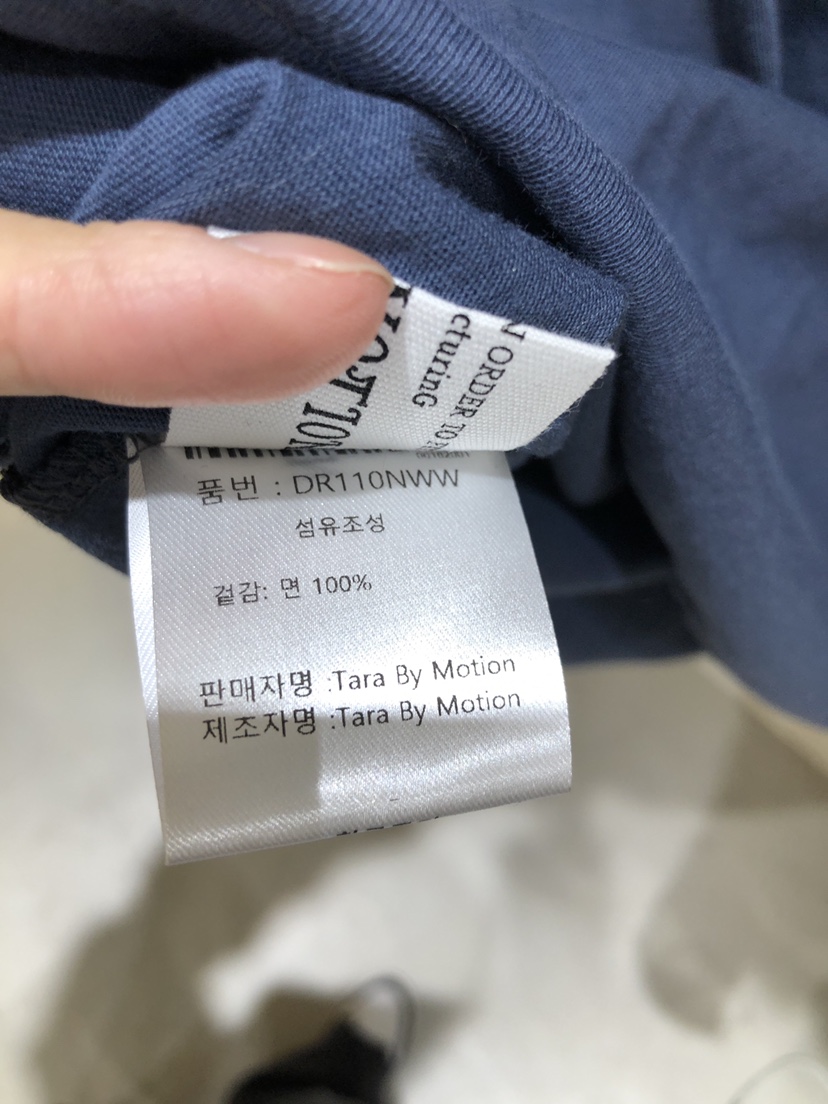 N ORDER TO
cturinG
품번 : DR110NWW
섬유조성
겉감: 면 100%
판매자명 :Tara By Motion
제조자명 :Tara By Motion